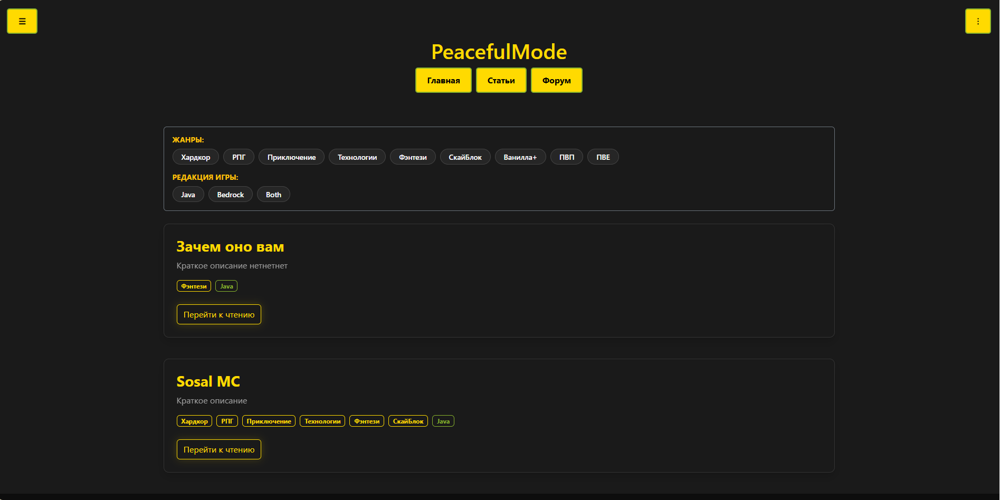 ☰
⋮
PeacefulMode
Главная Статьи Форум
ЖАНРЫ:
Хардкор РПГ Приключение Технологии Фэнтези СкайБлок Ванилла+ ПВП ПВЕ
РЕДАКЦИЯ ИГРЫ:
Java Bedrock Both
Зачем оно вам
Краткое описание нетнетнет
Фэнтези Java
Перейти к чтению
Sosal MC
Краткое описание
Хардкор РПГ Приключение Технологии Фэнтези СкайБлок Java
Перейти к чтению